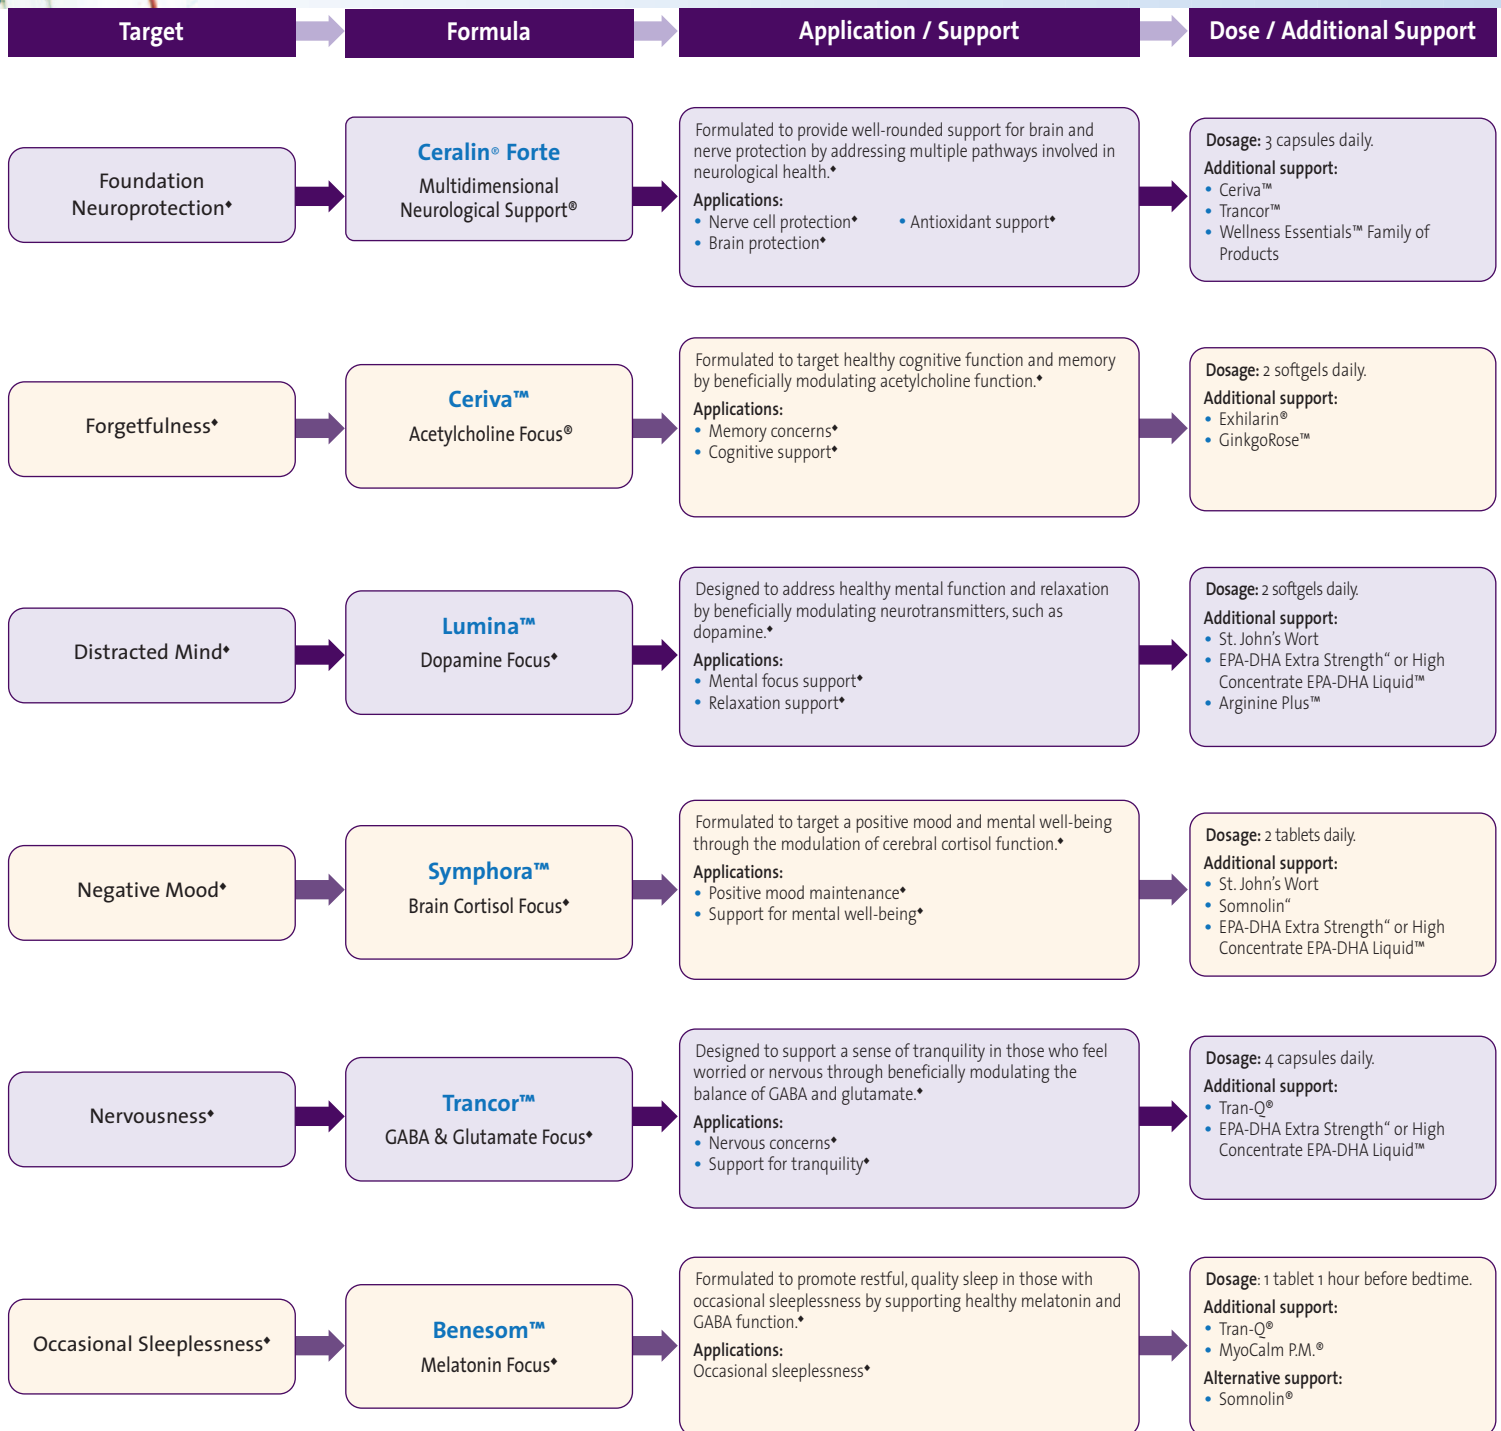 Target
Formula
Application / Support
Dose / Additional Support
Foundation
Neuroprotection♦
Ceralin® Forte
Multidimensional
Neurological Support®
Formulated to provide well-rounded support for brain and
nerve protection by addressing multiple pathways involved in
neurological health.♦
Applications:
• Nerve cell protection♦
• Antioxidant support♦
• Brain protection♦
Dosage: 3 capsules daily.
Additional support:
• Ceriva™
• Trancor™
• Wellness Essentials™ Family of
Products
Forgetfulness♦
Ceriva™
Acetylcholine Focus®
Formulated to target healthy cognitive function and memory
by beneficially modulating acetylcholine function.♦
Applications:
• Memory concerns♦
• Cognitive support♦
Dosage: 2 softgels daily.
Additional support:
• Exhilarin®
• GinkgoRose™
Distracted Mind♦
Lumina™
Dopamine Focus♦
Designed to address healthy mental function and relaxation
by beneficially modulating neurotransmitters, such as
dopamine.♦
Applications:
• Mental focus support♦
• Relaxation support♦
Dosage: 2 softgels daily.
Additional support:
• St. John’s Wort
• EPA-DHA Extra Strength“ or High
Concentrate EPA-DHA Liquid™
• Arginine Plus™
Negative Mood♦
Symphora™
Brain Cortisol Focus♦
Formulated to target a positive mood and mental well-being
through the modulation of cerebral cortisol function.♦
Applications:
• Positive mood maintenance♦
• Support for mental well-being♦
Dosage: 2 tablets daily.
Additional support:
• St. John’s Wort
• Somnolin“
• EPA-DHA Extra Strength“ or High
Concentrate EPA-DHA Liquid™
Nervousness♦
Trancor™
GABA & Glutamate Focus♦
Designed to support a sense of tranquility in those who feel
worried or nervous through beneficially modulating the
balance of GABA and glutamate.♦
Applications:
• Nervous concerns♦
• Support for tranquility♦
Dosage: 4 capsules daily.
Additional support:
• Tran-Q®
• EPA-DHA Extra Strength“ or High
Concentrate EPA-DHA Liquid™
Occasional Sleeplessness♦
Benesom™
Melatonin Focus♦
Formulated to promote restful, quality sleep in those with
occasional sleeplessness by supporting healthy melatonin and
GABA function.♦
Applications:
Occasional sleeplessness♦
Dosage: 1 tablet 1 hour before bedtime.
Additional support:
• Tran-Q®
• MyoCalm P.M.®
Alternative support:
• Somnolin®